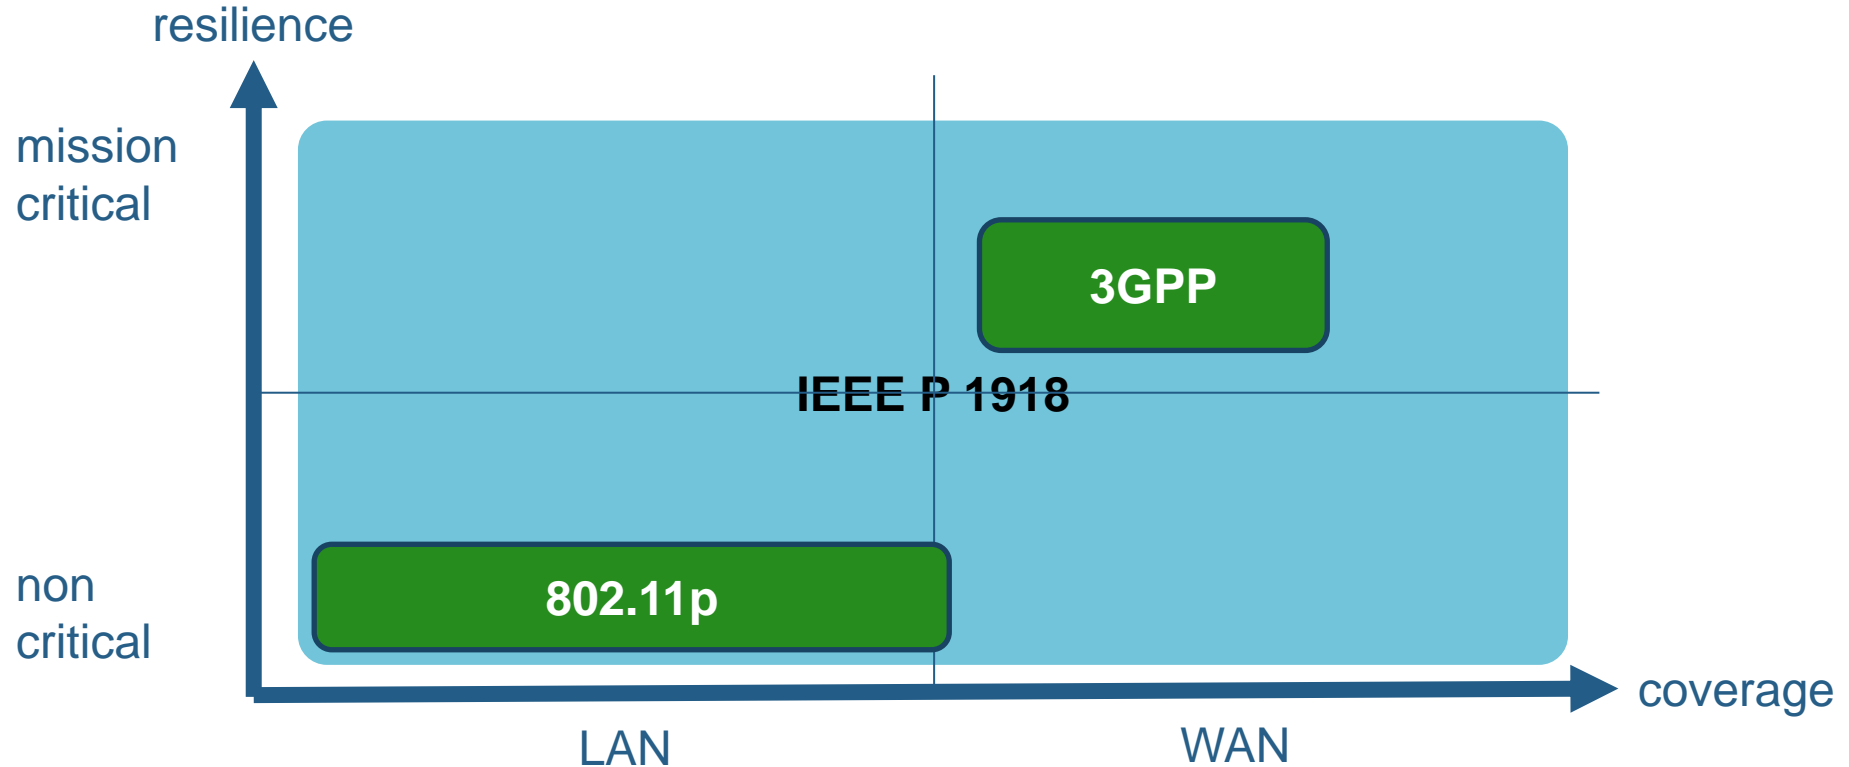 resilience
mission
critical
3GPP
IEEE P 1918
non
critical
802.11p
coverage
LAN
WAN